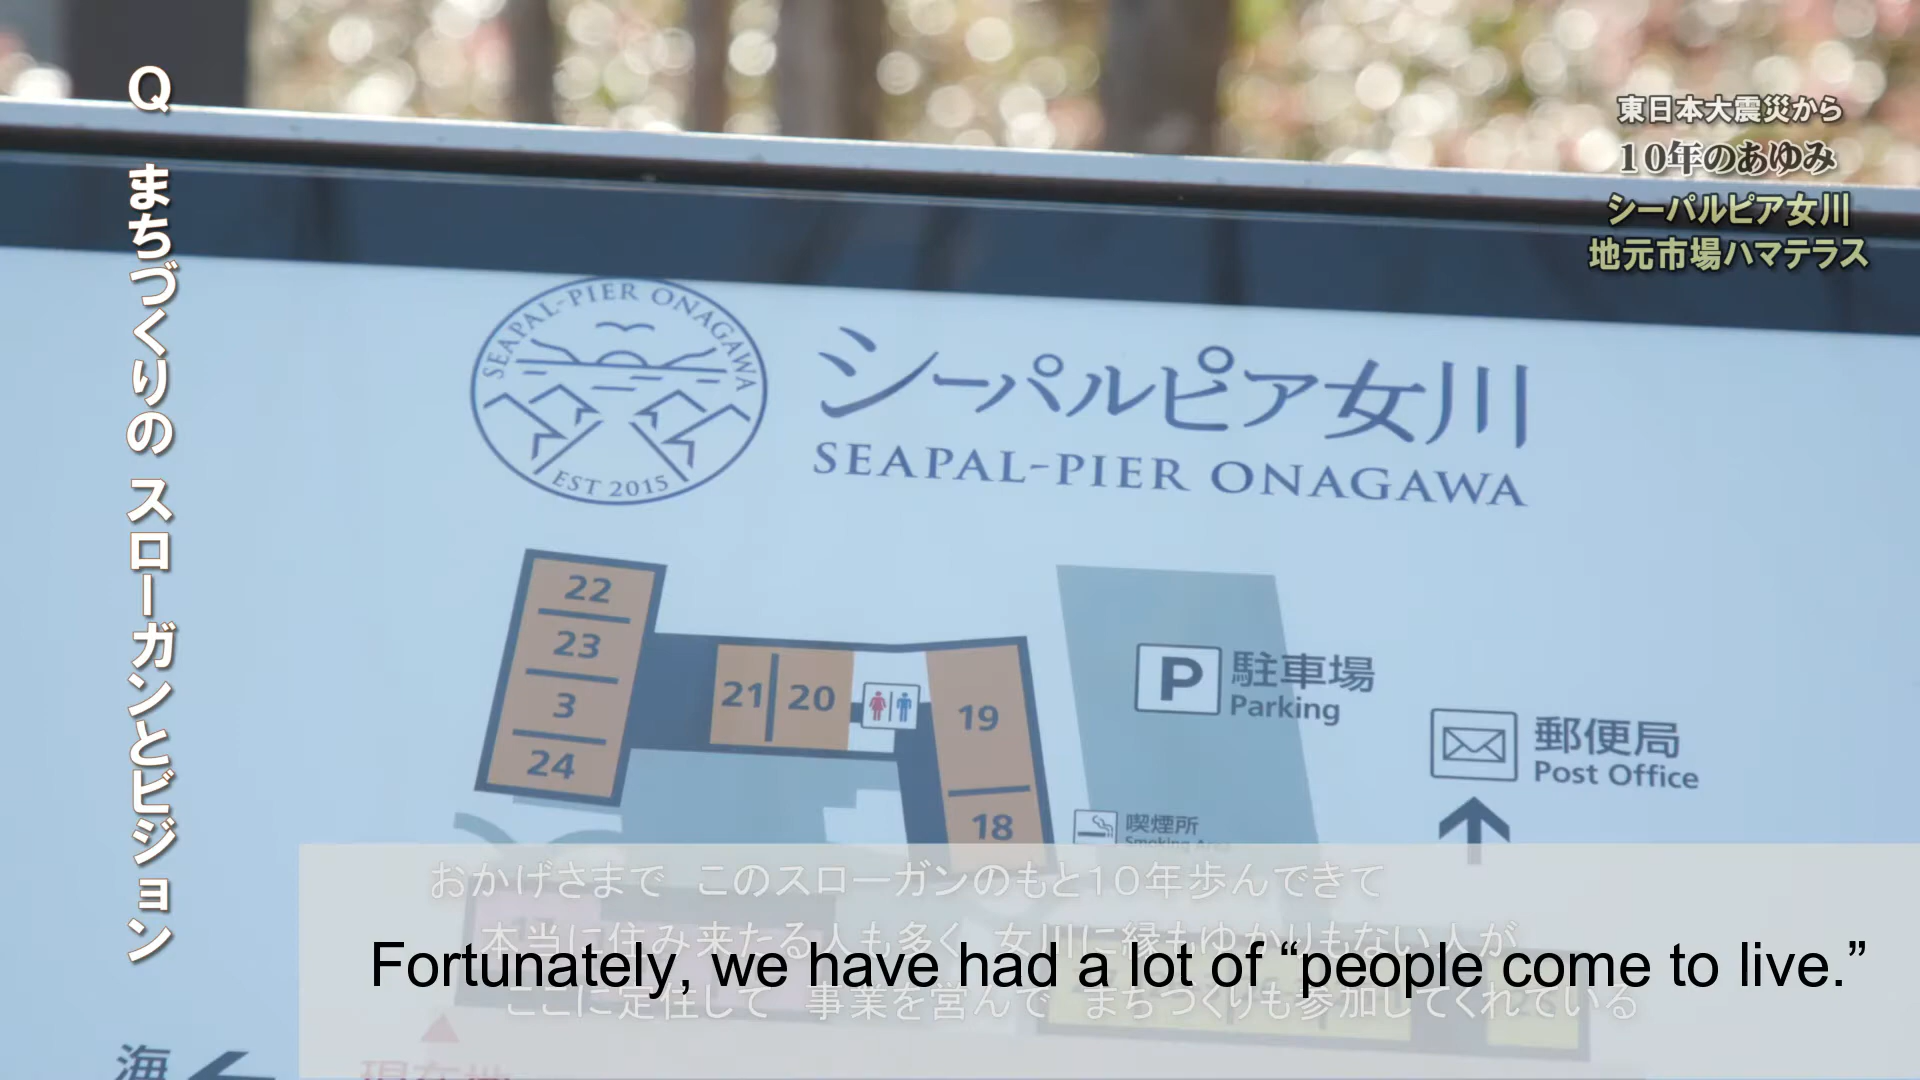 Q まちづくりの スローガンとビジョン
東日本大震災から
10年のあゆみ
シーパルピア女川
地元市場ハマテラス
SEAPAL-PIER ONAGAWA
EST 2015
シーパルピア女川
SEAPAL-PIER ONAGAWA
22
23
3
24
21
20
19
18
P
駐車場
Parking
郵便局
Post Office
喫煙所
Smoking Area
おかげさまで このスローガンのもと10年歩んできて
本当に住み来たる人も多く 女川に縁もゆかりもない人が
ここに定住して 事業を営んで まちづくりも参加してくれている
Fortunately, we have had a lot of “people come to live.”
海
現在地